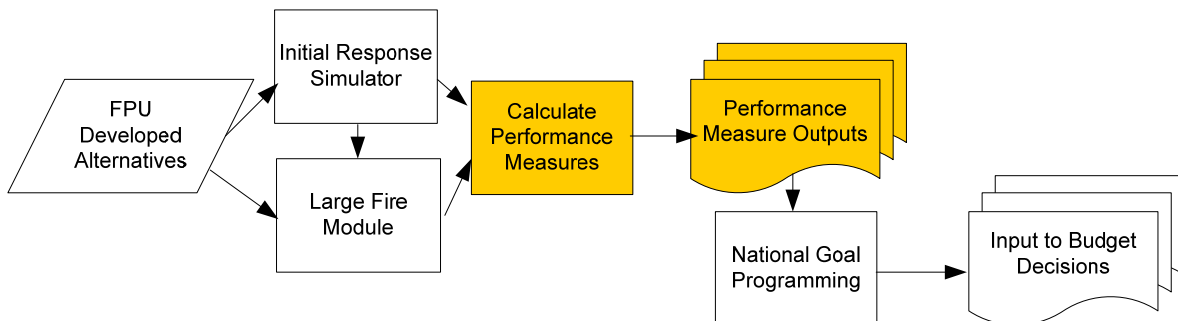 FPU
Developed
Alternatives
Initial Response
Simulator
Large Fire
Module
Calculate
Performance
Measures
Performance
Measure Outputs
National Goal
Programming
Input to Budget
Decisions